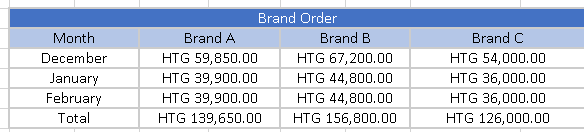 Brand Order
Month Brand A Brand B Brand C
December HTG 59,850.00 HTG 67,200.00 HTG 54,000.00
January HTG 39,900.00 HTG 44,800.00 HTG 36,000.00
February HTG 39,900.00 HTG 44,800.00 HTG 36,000.00
Total HTG 139,650.00 HTG 156,800.00 HTG 126,000.00